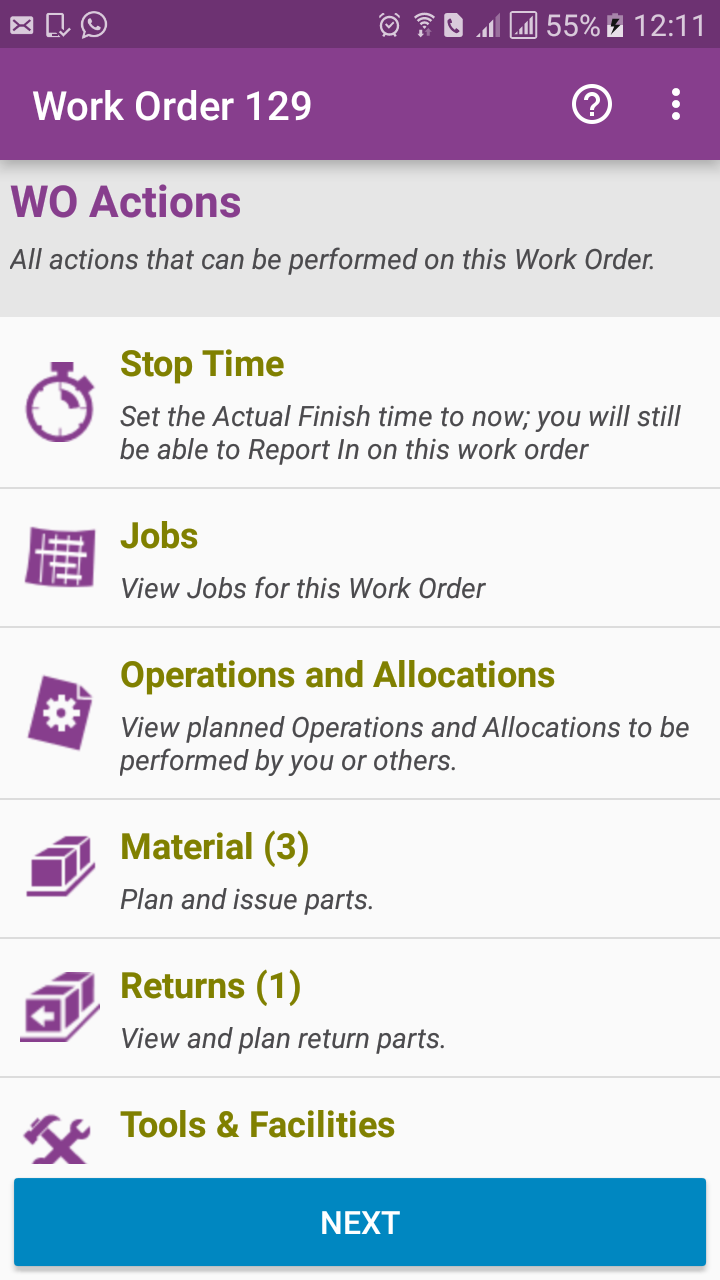 55% 12:11
Work Order 129
WO Actions
All actions that can be performed on this Work Order.
Stop Time
Set the Actual Finish time to now; you will still
be able to Report In on this work order
Jobs
View Jobs for this Work Order
Operations and Allocations
View planned Operations and Allocations to be
performed by you or others.
Material (3)
Plan and issue parts.
Returns (1)
View and plan return parts.
Tools & Facilities
NEXT